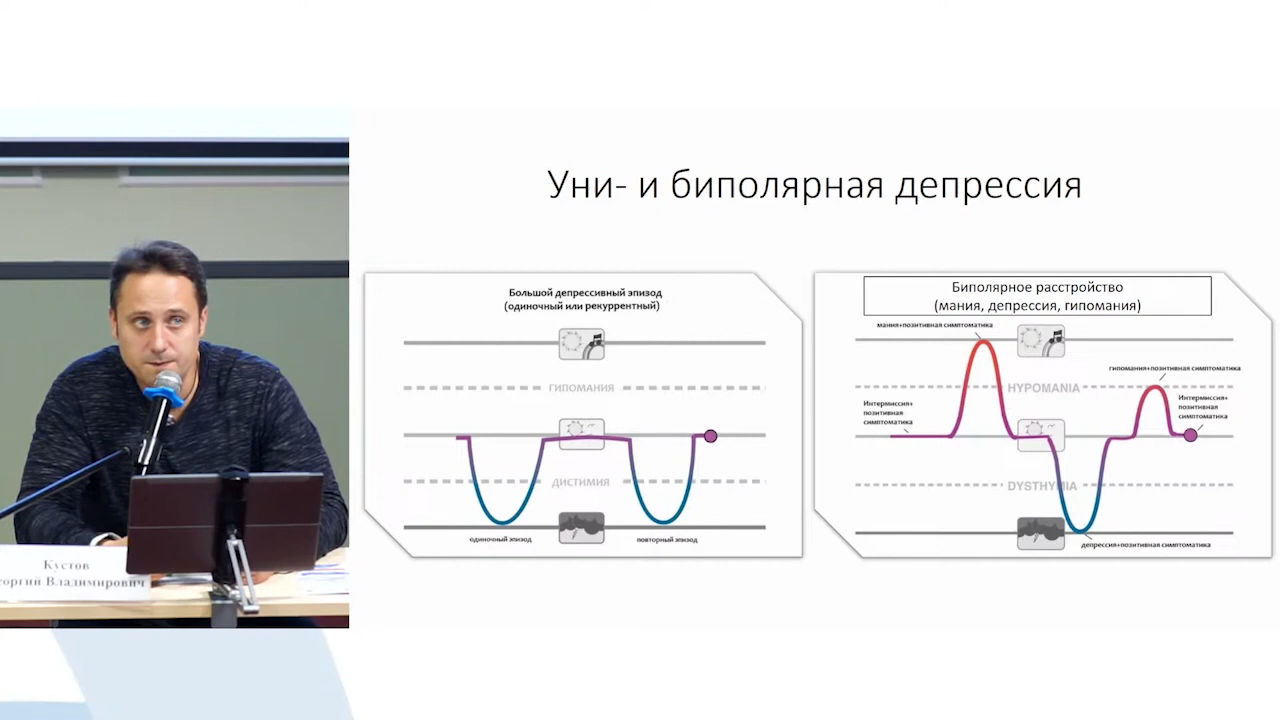 Уни- и биполярная депрессия
Большой депрессивный эпизод
(одиночный или рекуррентный)
ГИПОМАНИЯ
ДИСТИМИЯ
одиночный эпизод
повторный эпизод
Биполярное расстройство
(мания, депрессия, гипомания)
мания+позитивная симптоматика
гипомания+позитивная симптоматика
HYPOMANIA
Интермиссия+
позитивная
симптоматика
Интермиссия+
позитивная
симптоматика
DYSTHYMIA
депрессия+позитивная симптоматика
Кустов
еоргий Владимирович